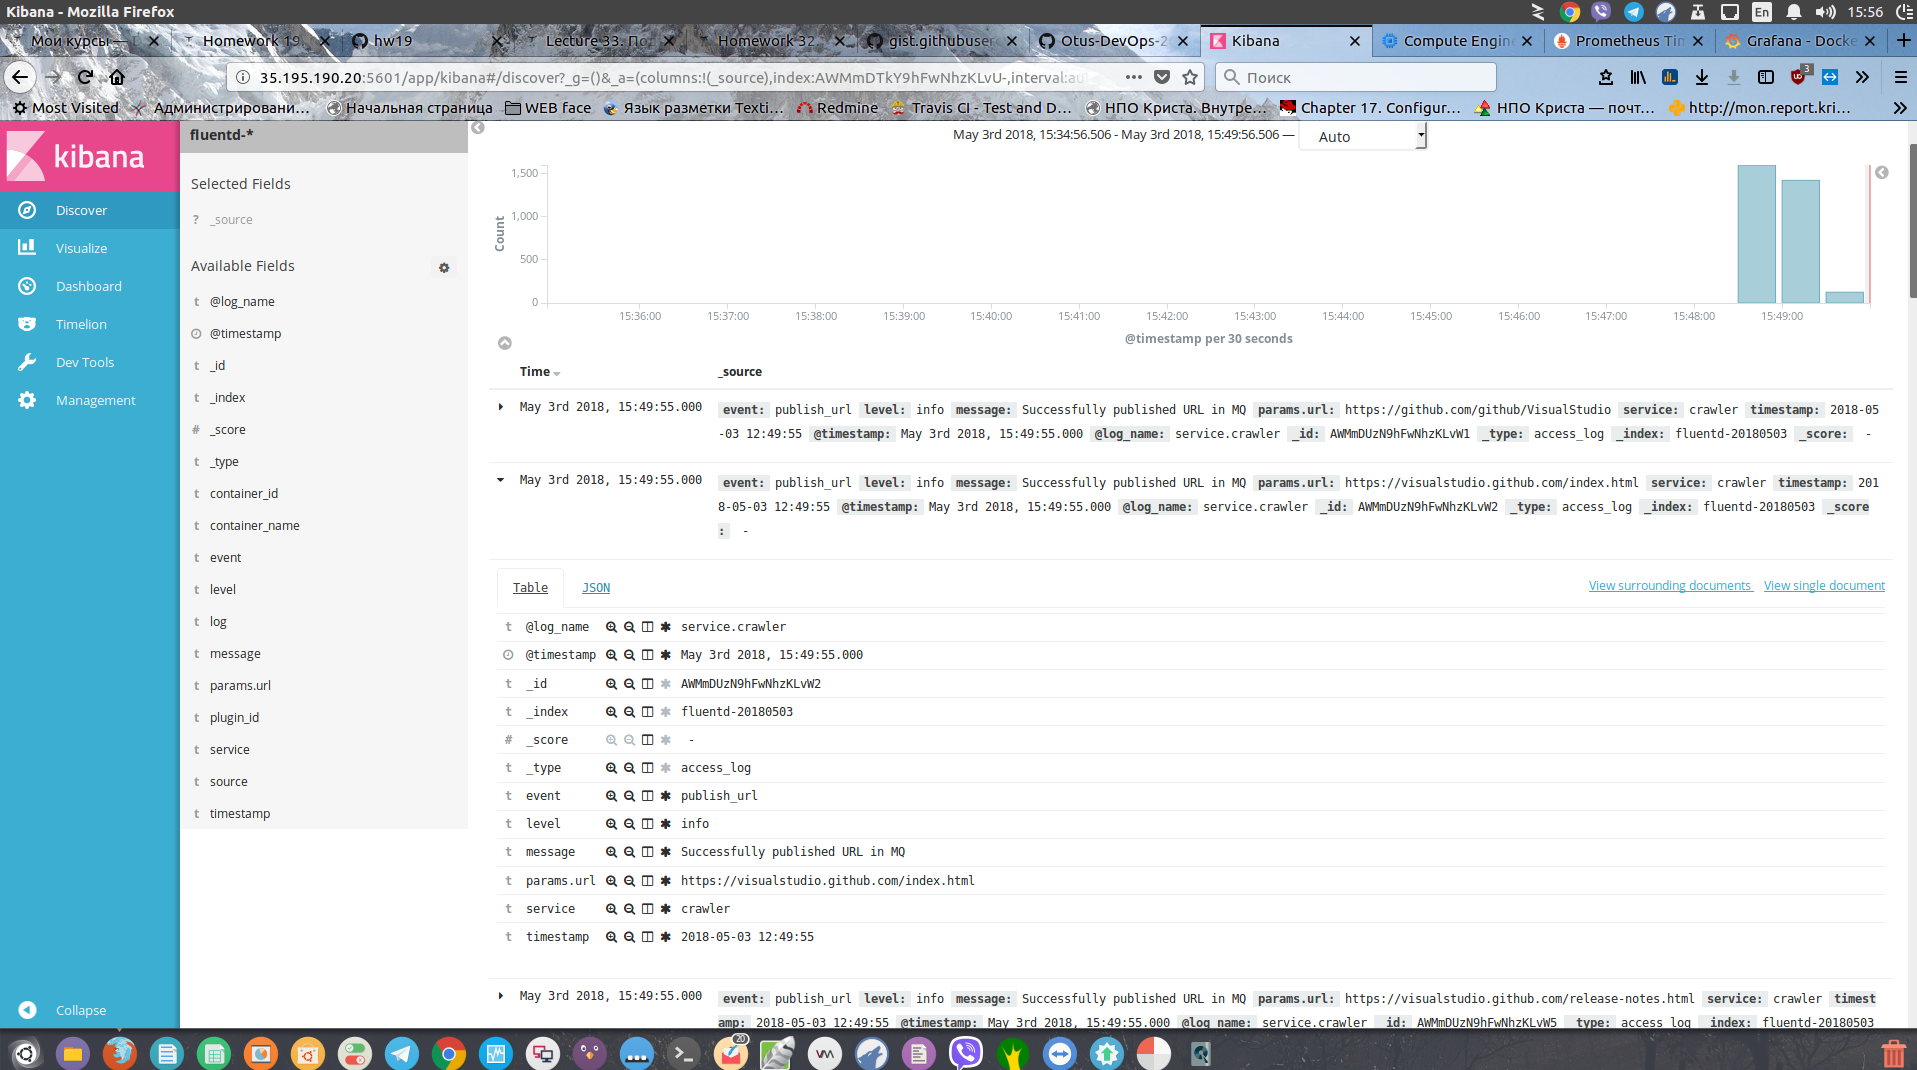 Kibana - Mozilla Firefox
En 15:56
Мои курсы —
Homework 19.
hw19
Lecture 33. По
Homework 32.
gist.githubuser
Otus-DevOps-2
Kibana
Compute Engin
Prometheus Tim
Grafana - Docke
35.195.190.20:5601/app/kibana#/discover?_g=()&_a=(columns:!(_source),index:AWMmDTkY9hFwNhzKLvU-,interval:au
Поиск
3
Most Visited
Администрировани…
Начальная страница
WEB face
Язык разметки Texti…
Redmine
Travis CI - Test and D…
НПО Криста. Внутре…
Chapter 17. Configur…
НПО Криста — почт…
http://mon.report.kri…
kibana
Discover
Visualize
Dashboard
Timelion
Dev Tools
Management
Collapse
fluentd-*
Selected Fields
? _source
Available Fields
t @log_name
@timestamp
t _id
t _index
# _score
t _type
t container_id
t container_name
t event
t level
t log
t message
t params.url
t plugin_id
t service
t source
t timestamp
May 3rd 2018, 15:34:56.506 - May 3rd 2018, 15:49:56.506 — Auto
Count
1,500
1,000
500
0
15:36:00 15:37:00 15:38:00 15:39:00 15:40:00 15:41:00 15:42:00 15:43:00 15:44:00 15:45:00 15:46:00 15:47:00 15:48:00 15:49:00
@timestamp per 30 seconds
Time _source
May 3rd 2018, 15:49:55.000 event: publish_url level: info message: Successfully published URL in MQ params.url: https://github.com/github/VisualStudio service: crawler timestamp: 2018-05
-03 12:49:55 @timestamp: May 3rd 2018, 15:49:55.000 @log_name: service.crawler _id: AWMmDUzN9hFwNhzKLvW1 _type: access_log _index: fluentd-20180503 _score: -
May 3rd 2018, 15:49:55.000 event: publish_url level: info message: Successfully published URL in MQ params.url: https://visualstudio.github.com/index.html service: crawler timestamp: 201
8-05-03 12:49:55 @timestamp: May 3rd 2018, 15:49:55.000 @log_name: service.crawler _id: AWMmDUzN9hFwNhzKLvW2 _type: access_log _index: fluentd-20180503 _score
: -
Table JSON View surrounding documents View single document
t @log_name service.crawler
@timestamp May 3rd 2018, 15:49:55.000
t _id AWMmDUzN9hFwNhzKLvW2
t _index fluentd-20180503
# _score -
t _type access_log
t event publish_url
t level info
t message Successfully published URL in MQ
t params.url https://visualstudio.github.com/index.html
t service crawler
t timestamp 2018-05-03 12:49:55
May 3rd 2018, 15:49:55.000 event: publish_url level: info message: Successfully published URL in MQ params.url: https://visualstudio.github.com/release-notes.html service: crawler timest
amp: 2018-05-03 12:49:55 @timestamp: May 3rd 2018, 15:49:55.000 @log_name: service.crawler _id: AWMmDUzN9hFwNhzKLvW5 _type: access_log _index: fluentd-20180503
20